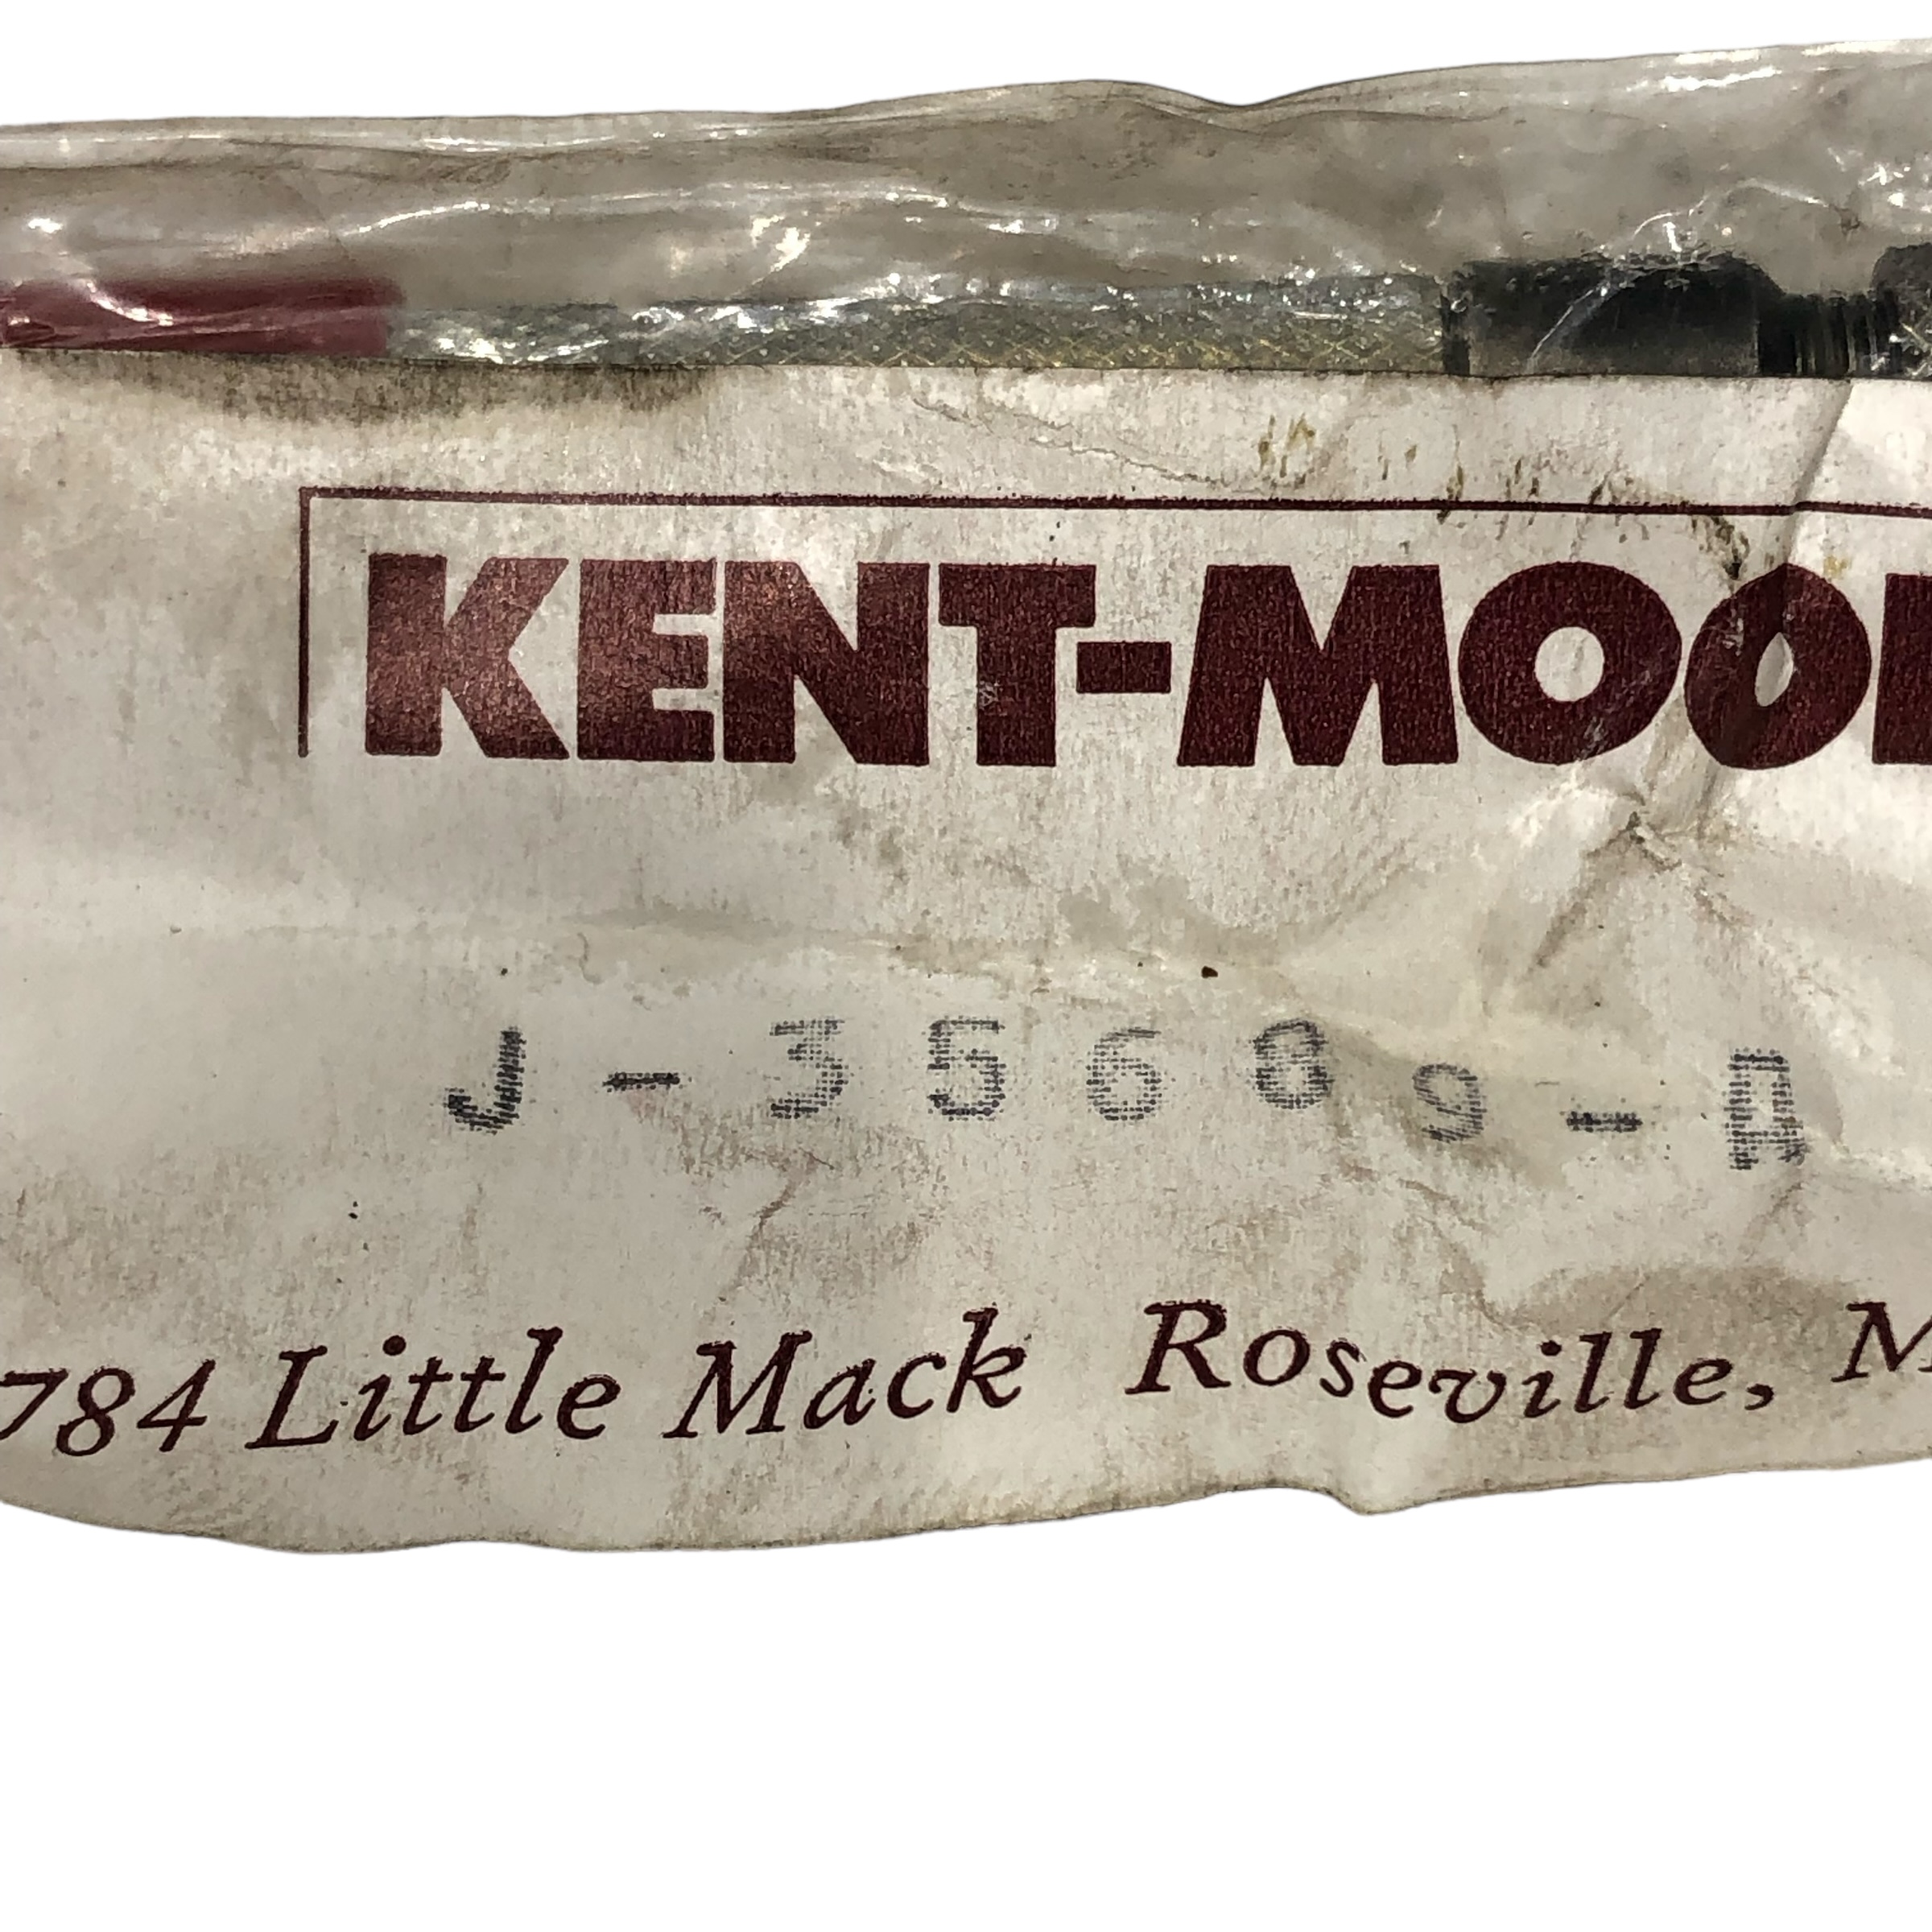 KENT-MOO
J-35689-A
784 Little Mack Roseville, M